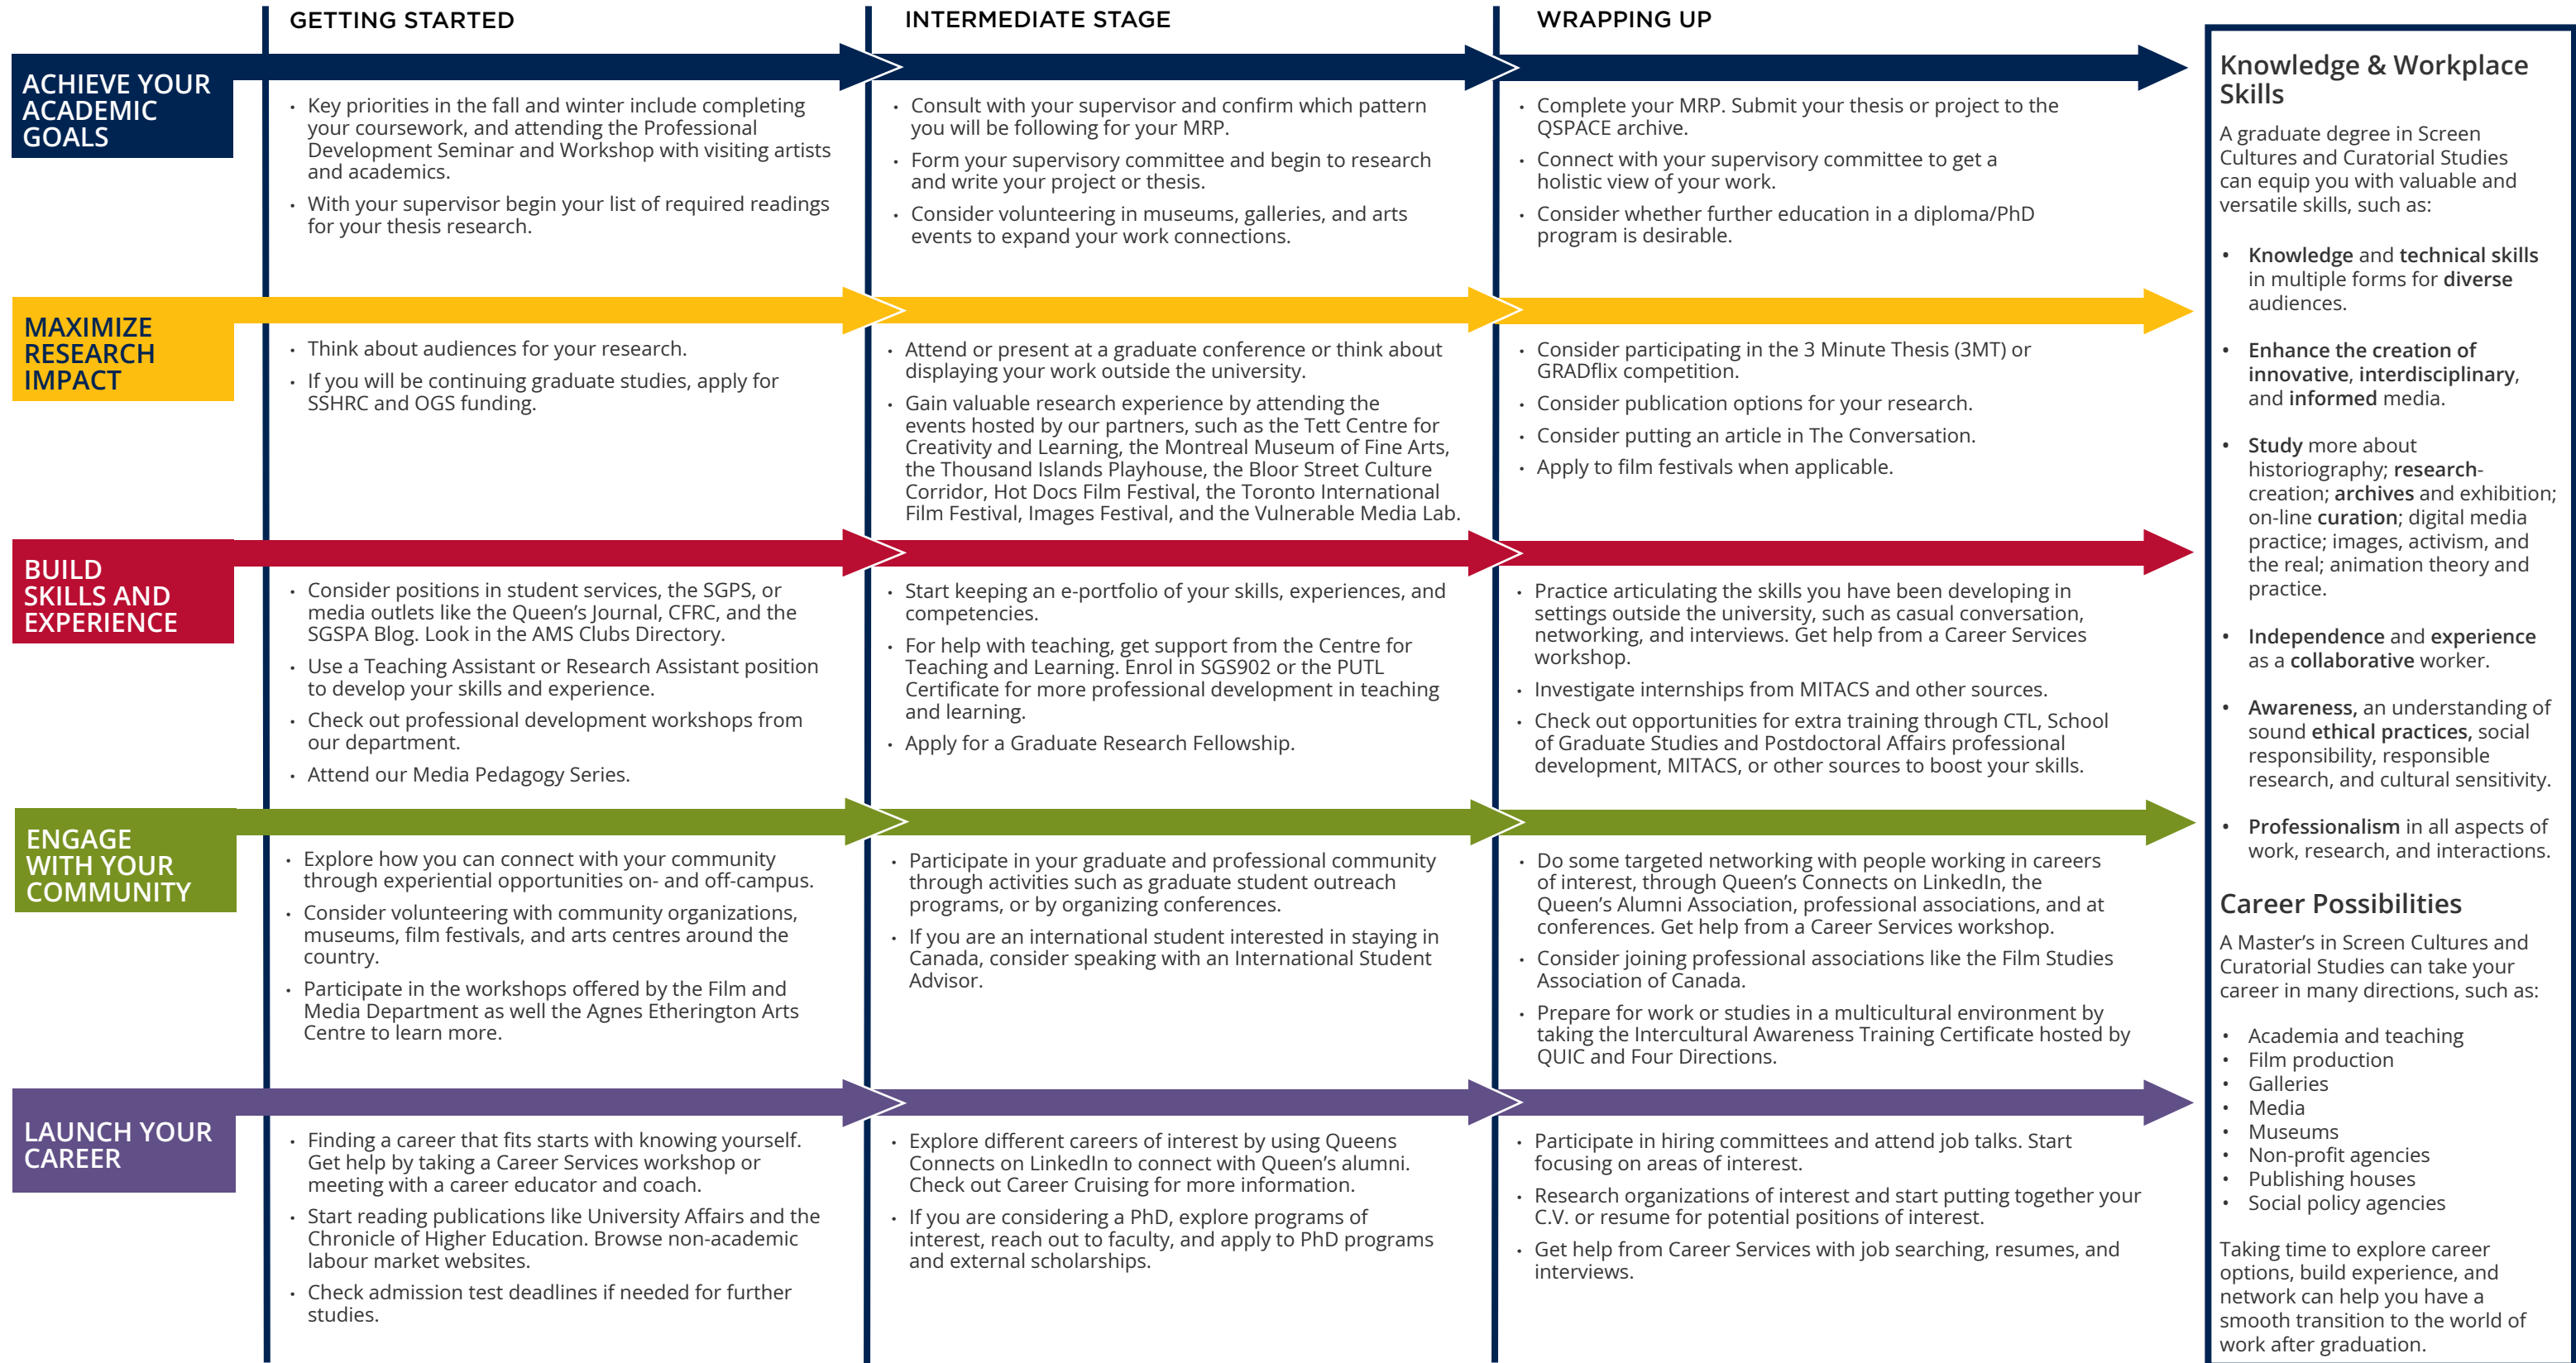 GETTING STARTED
INTERMEDIATE STAGE
WRAPPING UP
ACHIEVE YOUR
ACADEMIC
GOALS
• Key priorities in the fall and winter include completing
your coursework, and attending the Professional
Development Seminar and Workshop with visiting artists
and academics.
• With your supervisor begin your list of required readings
for your thesis research.
• Consult with your supervisor and confirm which pattern
you will be following for your MRP.
• Form your supervisory committee and begin to research
and write your project or thesis.
• Consider volunteering in museums, galleries, and arts
events to expand your work connections.
• Complete your MRP. Submit your thesis or project to the
QSPACE archive.
• Connect with your supervisory committee to get a
holistic view of your work.
• Consider whether further education in a diploma/PhD
program is desirable.
MAXIMIZE
RESEARCH
IMPACT
• Think about audiences for your research.
• If you will be continuing graduate studies, apply for
SSHRC and OGS funding.
• Attend or present at a graduate conference or think about
displaying your work outside the university.
• Gain valuable research experience by attending the
events hosted by our partners, such as the Tett Centre for
Creativity and Learning, the Montreal Museum of Fine Arts,
the Thousand Islands Playhouse, the Bloor Street Culture
Corridor, Hot Docs Film Festival, the Toronto International
Film Festival, Images Festival, and the Vulnerable Media Lab.
• Consider participating in the 3 Minute Thesis (3MT) or
GRADflix competition.
• Consider publication options for your research.
• Consider putting an article in The Conversation.
• Apply to film festivals when applicable.
BUILD
SKILLS AND
EXPERIENCE
• Consider positions in student services, the SGPS, or
media outlets like the Queen’s Journal, CFRC, and the
SGSPA Blog. Look in the AMS Clubs Directory.
• Use a Teaching Assistant or Research Assistant position
to develop your skills and experience.
• Check out professional development workshops from
our department.
• Attend our Media Pedagogy Series.
• Start keeping an e-portfolio of your skills, experiences, and
competencies.
• For help with teaching, get support from the Centre for
Teaching and Learning. Enrol in SGS902 or the PUTL
Certificate for more professional development in teaching
and learning.
• Apply for a Graduate Research Fellowship.
• Practice articulating the skills you have been developing in
settings outside the university, such as casual conversation,
networking, and interviews. Get help from a Career Services
workshop.
• Investigate internships from MITACS and other sources.
• Check out opportunities for extra training through CTL, School
of Graduate Studies and Postdoctoral Affairs professional
development, MITACS, or other sources to boost your skills.
ENGAGE
WITH YOUR
COMMUNITY
• Explore how you can connect with your community
through experiential opportunities on- and off-campus.
• Consider volunteering with community organizations,
museums, film festivals, and arts centres around the
country.
• Participate in the workshops offered by the Film and
Media Department as well the Agnes Etherington Arts
Centre to learn more.
• Participate in your graduate and professional community
through activities such as graduate student outreach
programs, or by organizing conferences.
• If you are an international student interested in staying in
Canada, consider speaking with an International Student
Advisor.
• Do some targeted networking with people working in careers
of interest, through Queen’s Connects on LinkedIn, the
Queen’s Alumni Association, professional associations, and at
conferences. Get help from a Career Services workshop.
• Consider joining professional associations like the Film Studies
Association of Canada.
• Prepare for work or studies in a multicultural environment by
taking the Intercultural Awareness Training Certificate hosted by
QUIC and Four Directions.
LAUNCH YOUR
CAREER
• Finding a career that fits starts with knowing yourself.
Get help by taking a Career Services workshop or
meeting with a career educator and coach.
• Start reading publications like University Affairs and the
Chronicle of Higher Education. Browse non-academic
labour market websites.
• Check admission test deadlines if needed for further
studies.
• Explore different careers of interest by using Queens
Connects on LinkedIn to connect with Queen’s alumni.
Check out Career Cruising for more information.
• If you are considering a PhD, explore programs of
interest, reach out to faculty, and apply to PhD programs
and external scholarships.
• Participate in hiring committees and attend job talks. Start
focusing on areas of interest.
• Research organizations of interest and start putting together your
C.V. or resume for potential positions of interest.
• Get help from Career Services with job searching, resumes, and
interviews.
Knowledge & Workplace
Skills
A graduate degree in Screen
Cultures and Curatorial Studies
can equip you with valuable and
versatile skills, such as:
• Knowledge and technical skills
in multiple forms for diverse
audiences.
• Enhance the creation of
innovative, interdisciplinary,
and informed media.
• Study more about
historiography; research-
creation; archives and exhibition;
on-line curation; digital media
practice; images, activism, and
the real; animation theory and
practice.
• Independence and experience
as a collaborative worker.
• Awareness, an understanding of
sound ethical practices, social
responsibility, responsible
research, and cultural sensitivity.
• Professionalism in all aspects of
work, research, and interactions.
Career Possibilities
A Master’s in Screen Cultures and
Curatorial Studies can take your
career in many directions, such as:
• Academia and teaching
• Film production
• Galleries
• Media
• Museums
• Non-profit agencies
• Publishing houses
• Social policy agencies
Taking time to explore career
options, build experience, and
network can help you have a
smooth transition to the world of
work after graduation.